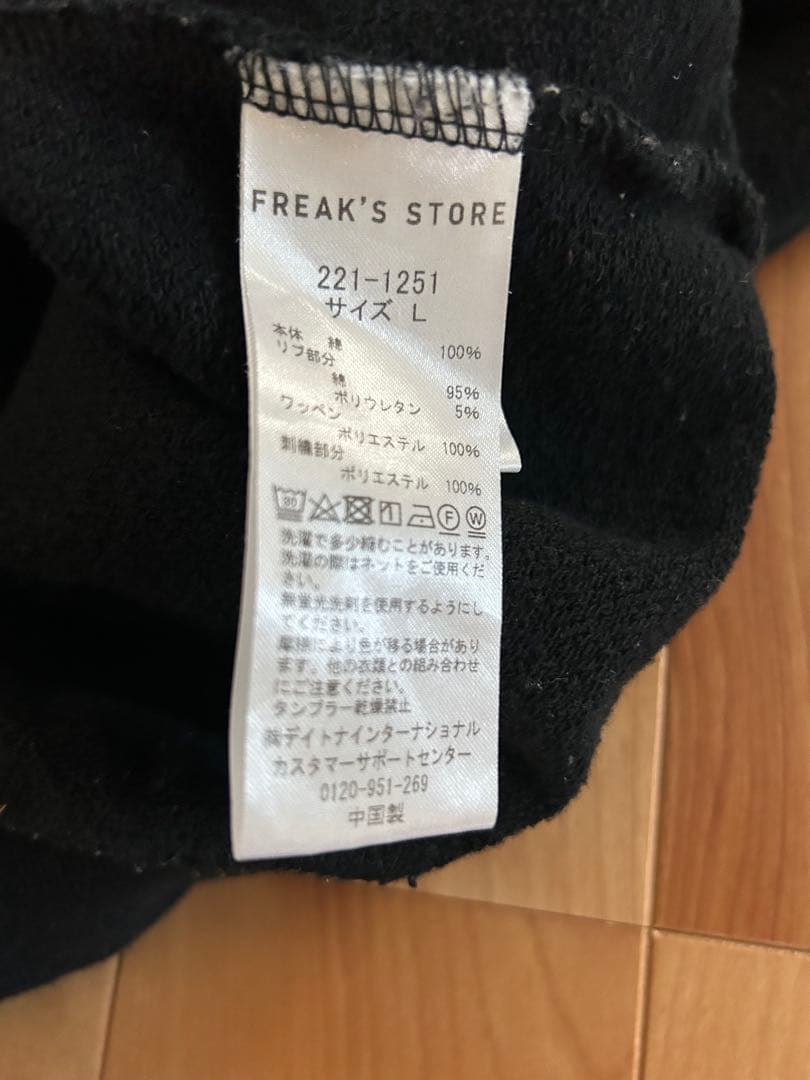 FREAK'S STORE
221-1251
サイズ L
本体 綿 100%
リブ部分
綿 95%
ポリウレタン 5%
ワッペン
ポリエステル 100%
刺繍部分
ポリエステル 100%
30 F W
洗濯で多少縮むことがあります。
洗濯の際はネットをご使用くだ
さい。
無蛍光洗剤を使用するようにし
てください。
摩擦により色が移る場合があり
ます。他の衣類との組み合わせ
にご注意ください。
タンブラー乾燥禁止
㈱デイトナインターナショナル
カスタマーサポートセンター
0120-951-269
中国製